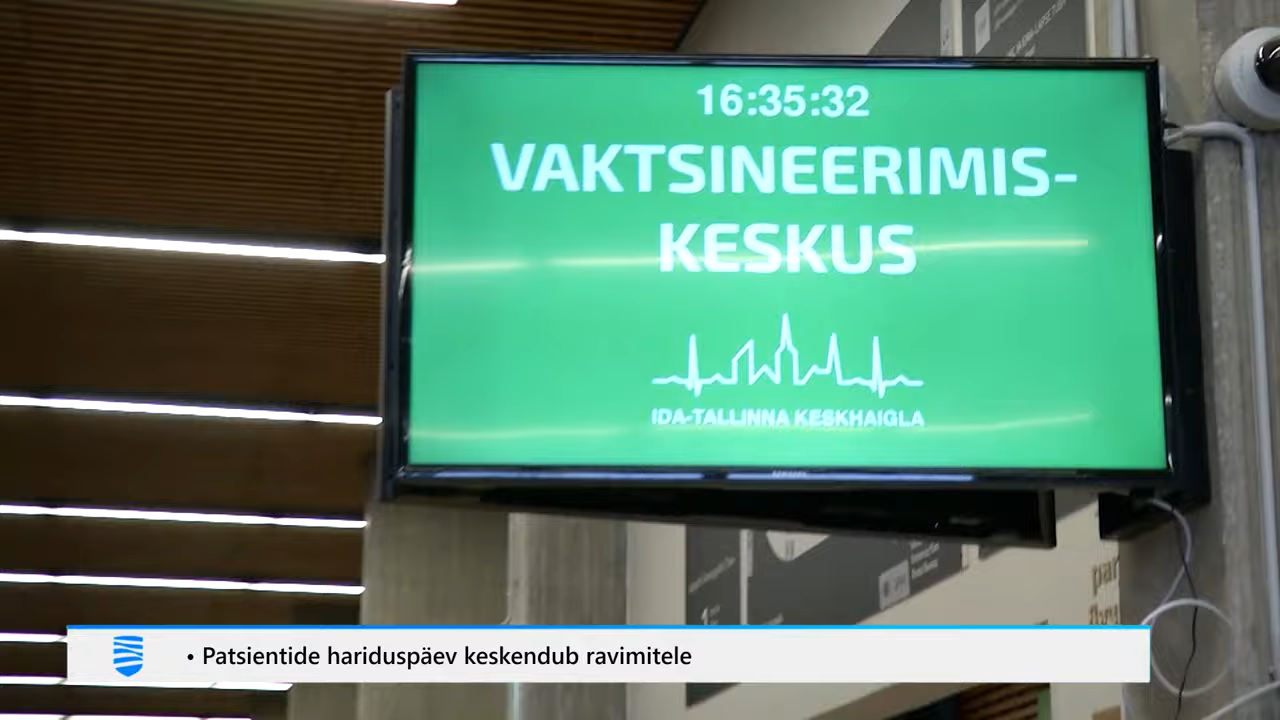 16:35:32
VAKTSINEERIMIS-
KESKUS
IDA-TALLINNA KESKHAIGLA
• Patsientide hariduspäev keskendub ravimitele